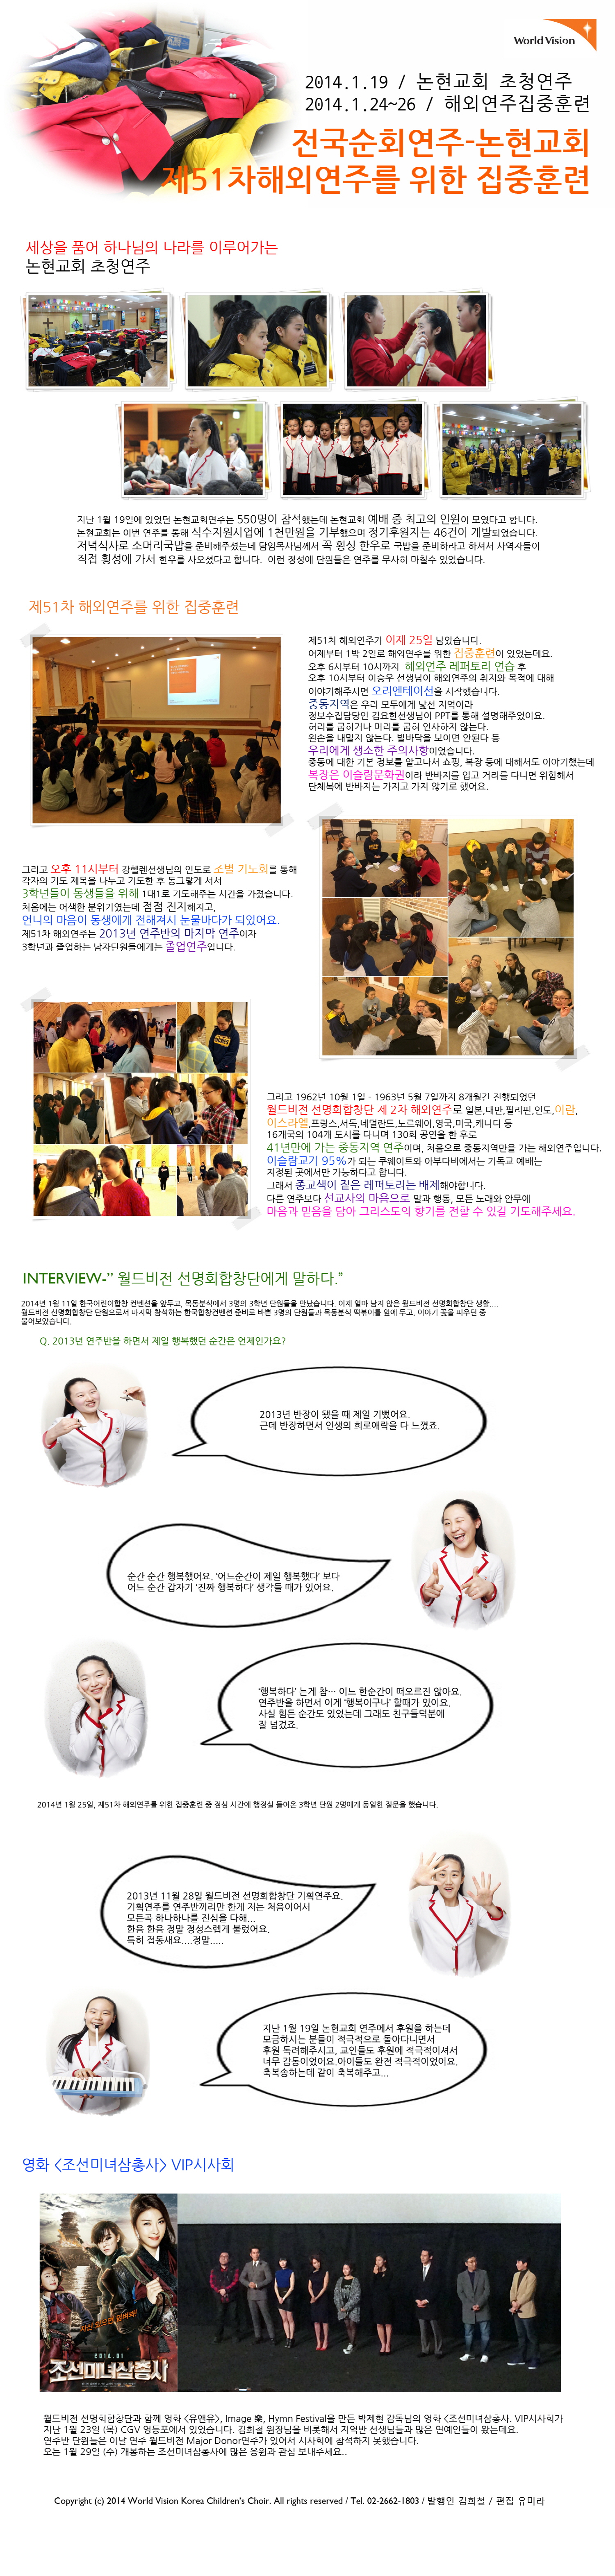 World Vision
2014.1.19 / 논현교회 초청연주
2014.1.24~26 / 해외연주집중훈련
전국순회연주-논현교회
제51차해외연주를 위한 집중훈련
세상을 품어 하나님의 나라를 이루어가는
논현교회 초청연주
지난 1월 19일에 있었던 논현교회연주는 550명이 참석했는데 논현교회 예배 중 최고의 인원이 모였다고 합니다.
논현교회는 이번 연주를 통해 식수지원사업에 1천만원을 기부했으며 정기후원자는 46건이 개발되었습니다.
저녁식사로 소머리국밥을 준비해주셨는데 담임목사님께서 꼭 횡성 한우로 국밥을 준비하라고 하셔서 사역자들이
직접 횡성에 가서 한우를 사오셨다고 합니다. 이런 정성에 단원들은 연주를 무사히 마칠수 있었습니다.
제51차 해외연주를 위한 집중훈련
제51차 해외연주가 이제 25일 남았습니다.
어제부터 1박 2일로 해외연주를 위한 집중훈련이 있었는데요.
오후 6시부터 10시까지 해외연주 레퍼토리 연습 후
오후 10시부터 이승우 선생님이 해외연주의 취지와 목적에 대해
이야기해주시면 오리엔테이션을 시작했습니다.
중동지역은 우리 모두에게 낯선 지역이라
정보수집담당인 김요한선생님이 PPT를 통해 설명해주었어요.
허리를 굽히거나 머리를 굽혀 인사하지 않는다.
왼손을 내밀지 않는다. 발바닥을 보이면 안된다 등
우리에게 생소한 주의사항이었습니다.
중동에 대한 기본 정보를 알고나서 쇼핑, 복장 등에 대해서도 이야기했는데
복장은 이슬람문화권이라 반바지를 입고 거리를 다니면 위험해서
단체복에 반바지는 가지고 가지 않기로 했어요.
그리고 오후 11시부터 강헬렌선생님의 인도로 조별 기도회를 통해
각자의 기도 제목을 나누고 기도한 후 동그랗게 서서
3학년들이 동생들을 위해 1대1로 기도해주는 시간을 가졌습니다.
처음에는 어색한 분위기였는데 점점 진지해지고,
언니의 마음이 동생에게 전해져서 눈물바다가 되었어요.
제51차 해외연주는 2013년 연주반의 마지막 연주이자
3학년과 졸업하는 남자단원들에게는 졸업연주입니다.
그리고 1962년 10월 1일 - 1963년 5월 7일까지 8개월간 진행되었던
월드비전 선명회합창단 제 2차 해외연주로 일본,대만,필리핀,인도,이란,
이스라엘,프랑스,서독,네덜란드,노르웨이,영국,미국,캐나다 등
16개국의 104개 도시를 다니며 130회 공연을 한 후로
41년만에 가는 중동지역 연주이며, 처음으로 중동지역만을 가는 해외연주입니다.
이슬람교가 95%가 되는 쿠웨이트와 아부다비에서는 기독교 예배는
지정된 곳에서만 가능하다고 합니다.
그래서 종교색이 짙은 레퍼토리는 배제해야합니다.
다른 연주보다 선교사의 마음으로 말과 행동, 모든 노래와 안무에
마음과 믿음을 담아 그리스도의 향기를 전할 수 있길 기도해주세요.
INTERVIEW-” 월드비전 선명회합창단에게 말하다.”
2014년 1월 11일 한국어린이합창 컨벤션을 앞두고, 목동분식에서 3명의 3학년 단원들을 만났습니다. 이제 얼마 남지 않은 월드비전 선명회합창단 생활....
월드비전 선명회합창단 단원으로서 마지막 참석하는 한국합창컨벤션 준비로 바쁜 3명의 단원들과 목동분식 떡볶이를 앞에 두고, 이야기 꽃을 피우던 중
물어보았습니다.
Q. 2013년 연주반을 하면서 제일 행복했던 순간은 언제인가요?
2013년 반장이 됐을 때 제일 기뻤어요.
근데 반장하면서 인생의 희로애락을 다 느꼈죠.
순간 순간 행복했어요. ‘어느순간이 제일 행복했다’ 보다
어느 순간 갑자기 ‘진짜 행복하다’ 생각들 때가 있어요.
‘행복하다’ 는게 참… 어느 한순간이 떠오르진 않아요.
연주반을 하면서 이게 ‘행복이구나’ 할때가 있어요.
사실 힘든 순간도 있었는데 그래도 친구들덕분에
잘 넘겼죠.
2014년 1월 25일, 제51차 해외연주를 위한 집중훈련 중 점심 시간에 행정실 들어온 3학년 단원 2명에게 동일한 질문을 했습니다.
2013년 11월 28일 월드비전 선명회합창단 기획연주요.
기획연주를 연주반끼리만 한게 저는 처음이어서
모든곡 하나하나를 진심을 다해...
한음 한음 정말 정성스럽게 불렀어요.
특히 접동새요....정말.....
지난 1월 19일 논현교회 연주에서 후원을 하는데
모금하시는 분들이 적극적으로 돌아다니면서
후원 독려해주시고, 교인들도 후원에 적극적이셔서
너무 감동이었어요.아이들도 완전 적극적이었어요.
축복송하는데 같이 축복해주고...
영화 <조선미녀삼총사> VIP시사회
2014.01
조선미녀삼총사
월드비전 선명회합창단과 함께 영화 <유앤유>, Image 樂, Hymn Festival을 만든 박제현 감독님의 영화 <조선미녀삼총사. VIP시사회가
지난 1월 23일 (목) CGV 영등포에서 있었습니다. 김희철 원장님을 비롯해서 지역반 선생님들과 많은 연예인들이 왔는데요.
연주반 단원들은 이날 연주 월드비전 Major Donor연주가 있어서 시사회에 참석하지 못했습니다.
오는 1월 29일 (수) 개봉하는 조선미녀삼총사에 많은 응원과 관심 보내주세요..
Copyright (c) 2014 World Vision Korea Children's Choir. All rights reserved / Tel. 02-2662-1803 / 발행인 김희철 / 편집 유미라